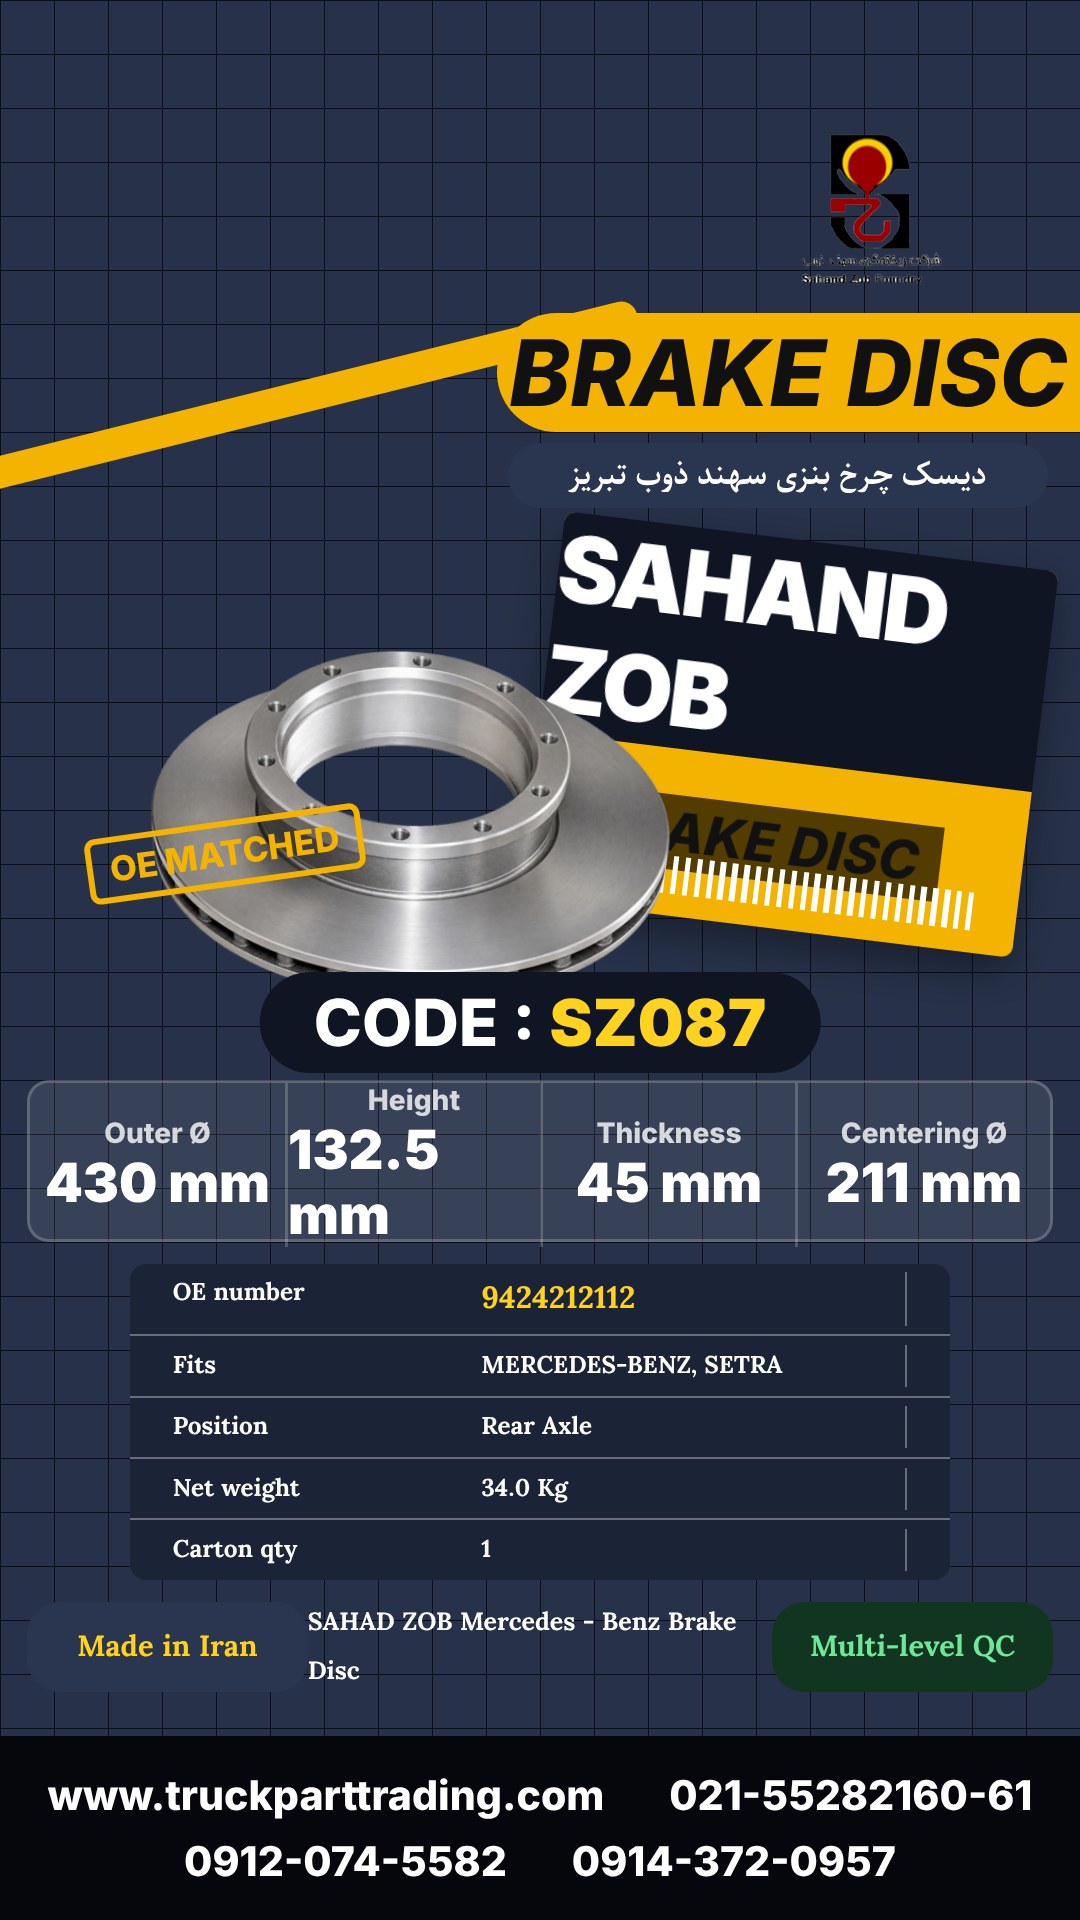 Sahand Zob Foundry
BRAKE DISC
دیسک چرخ بنزی سهند ذوب تبریز
SAHAND
ZOB
AKE DISC
OE MATCHED
CODE : SZ087
Outer Ø
430 mm
Height
132.5
mm
Thickness
45 mm
Centering Ø
211 mm
OE number 9424212112
Fits MERCEDES-BENZ, SETRA
Position Rear Axle
Net weight 34.0 Kg
Carton qty 1
Made in Iran
SAHAD ZOB Mercedes - Benz Brake
Disc
Multi-level QC
www.truckparttrading.com 021-55282160-61
0912-074-5582 0914-372-0957